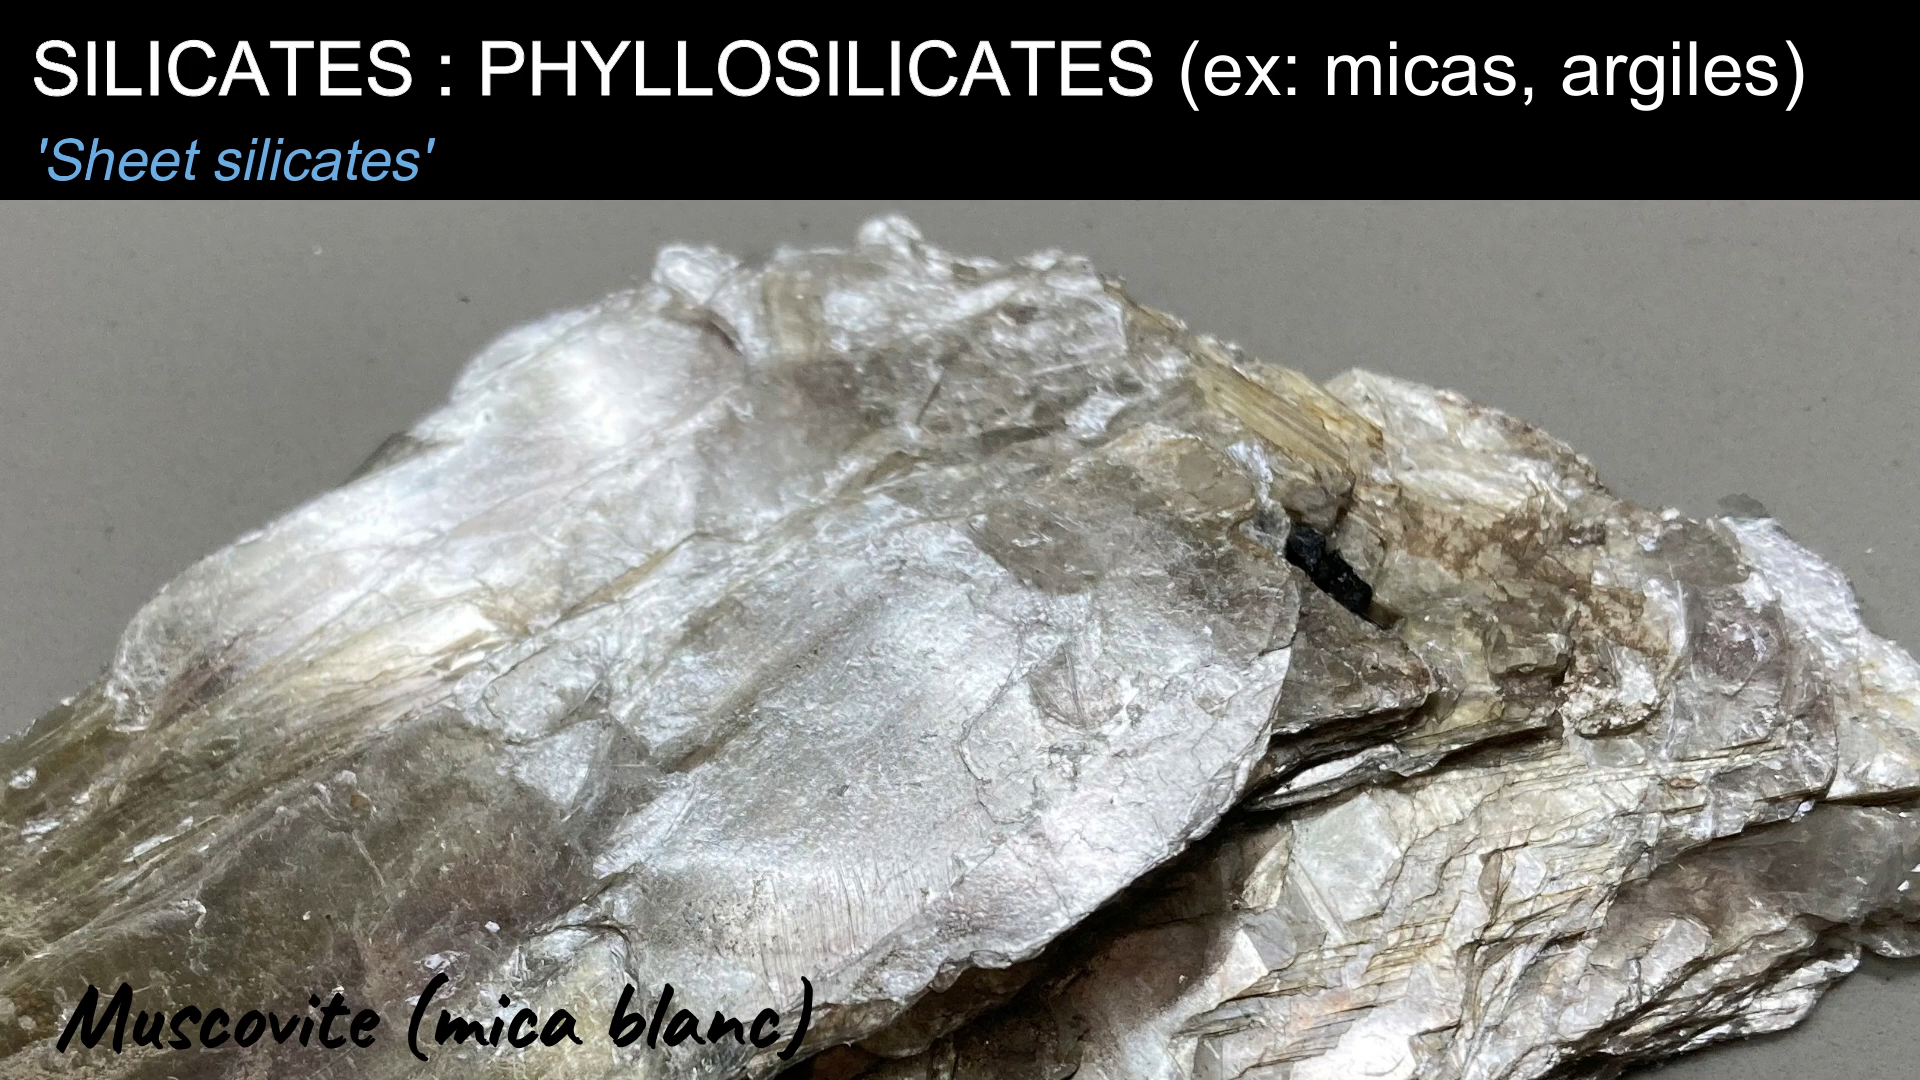 SILICATES : PHYLLOSILICATES (ex: micas, argiles)
'Sheet silicates'
Muscovite (mica blanc)